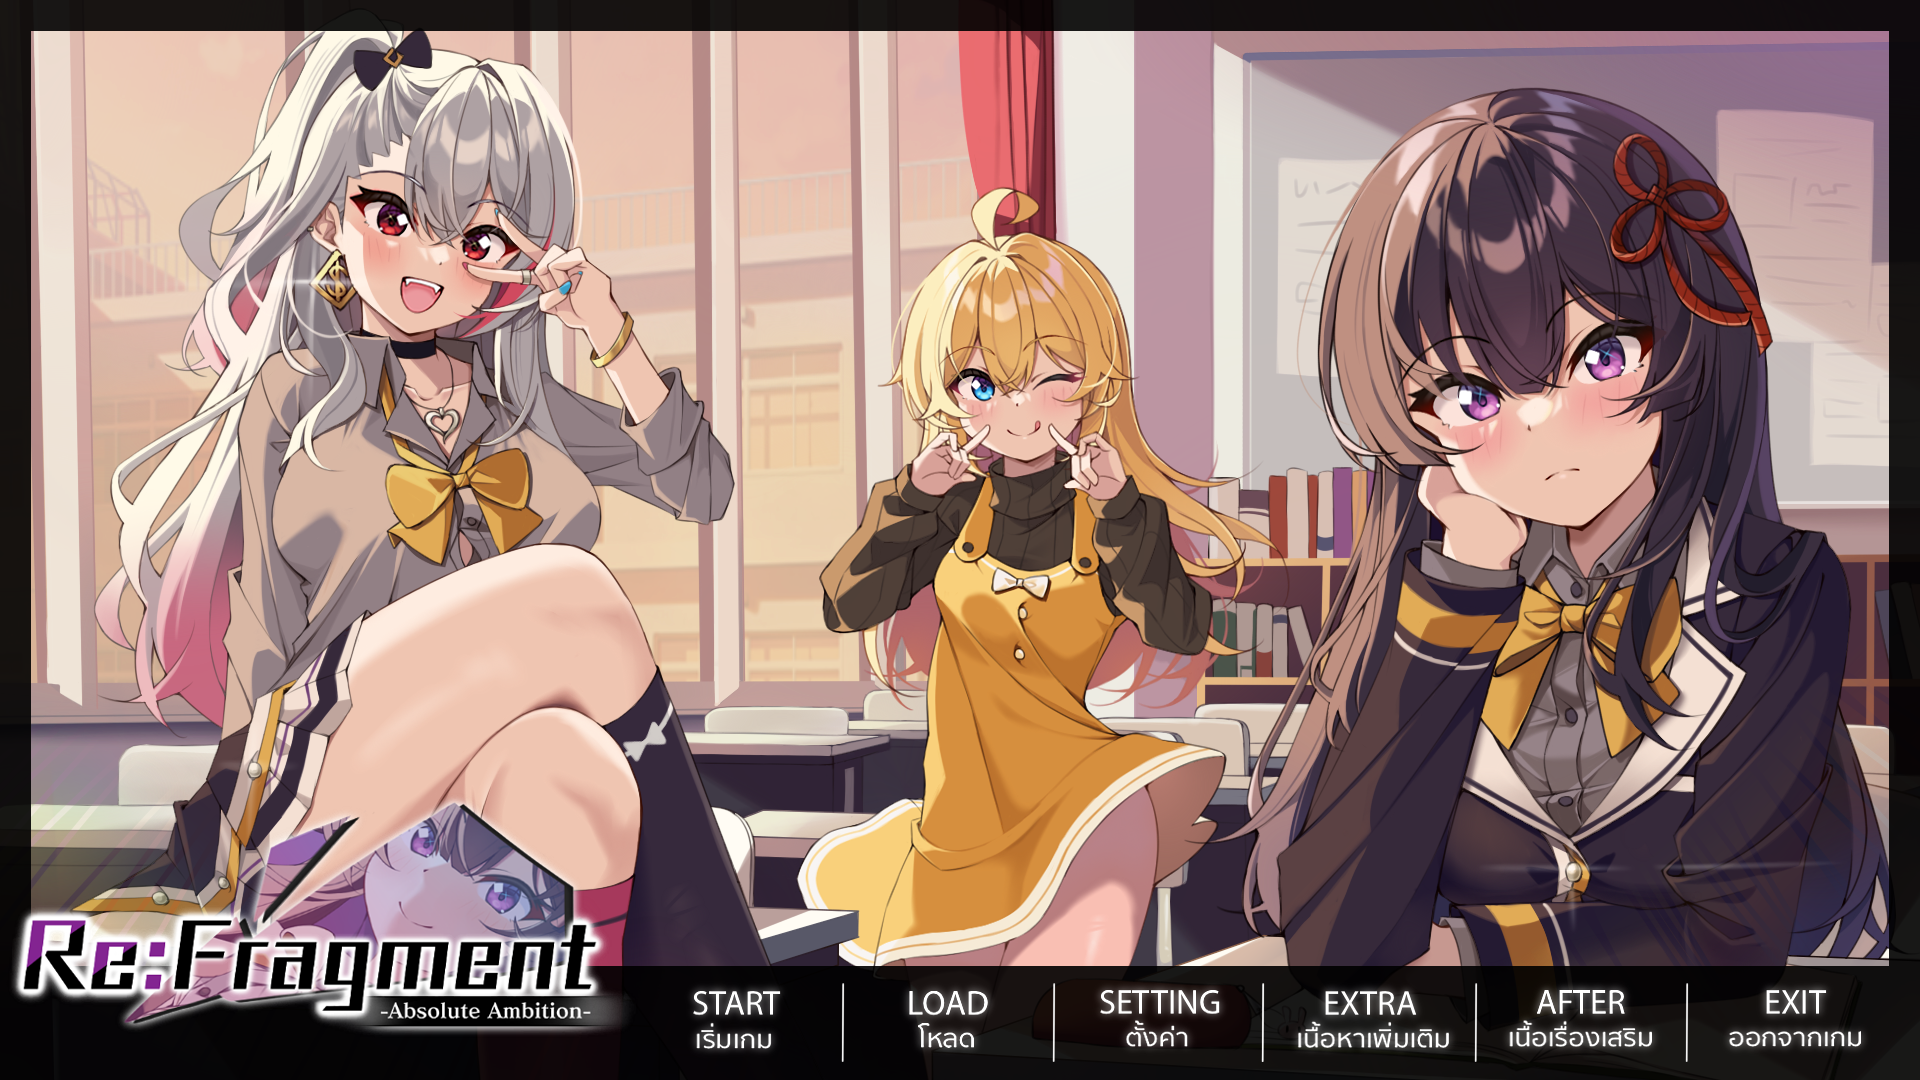 Re:Fragment
-Absolute Ambition-
START
เริ่มเกม
LOAD
โหลด
SETTING
ตั้งค่า
EXTRA
เนื้อหาเพิ่มเติม
AFTER
เนื้อเรื่องเสริม
EXIT
ออกจากเกม